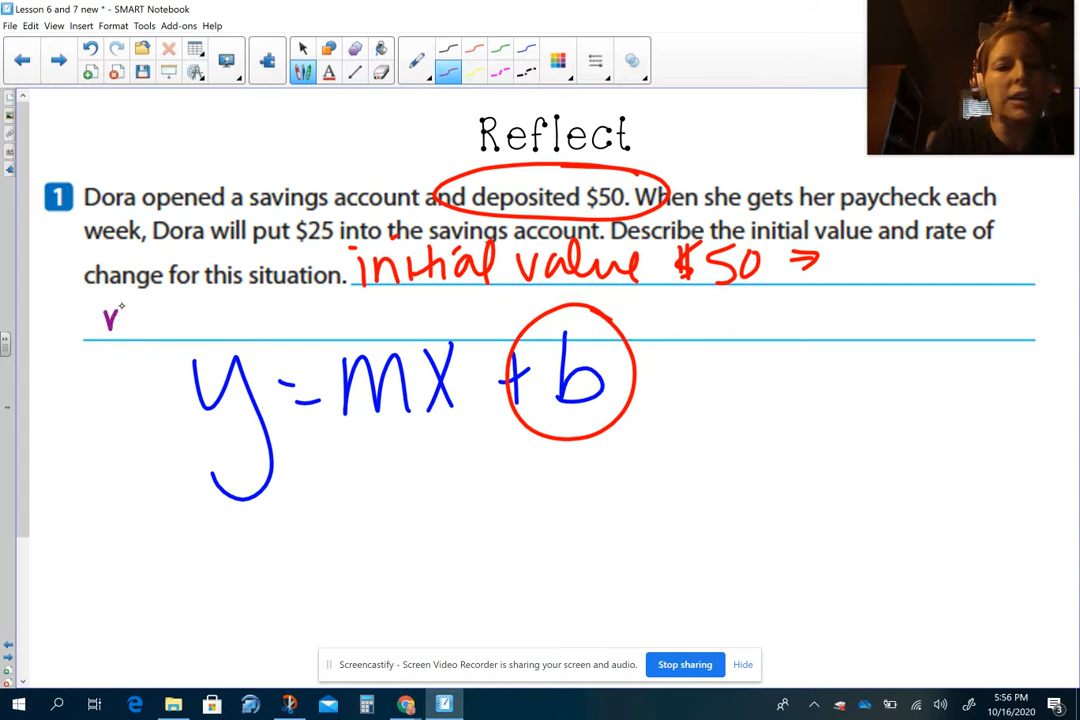 Lesson 6 and 7 new * - SMART Notebook
File Edit View Insert Format Tools Add-ons Help
Reflect
1 Dora opened a savings account and deposited $50. When she gets her paycheck each
week, Dora will put $25 into the savings account. Describe the initial value and rate of
change for this situation. initial value $50 →
r
y = mx + b
Screencastify - Screen Video Recorder is sharing your screen and audio. Stop sharing Hide
5:56 PM
10/16/2020
3